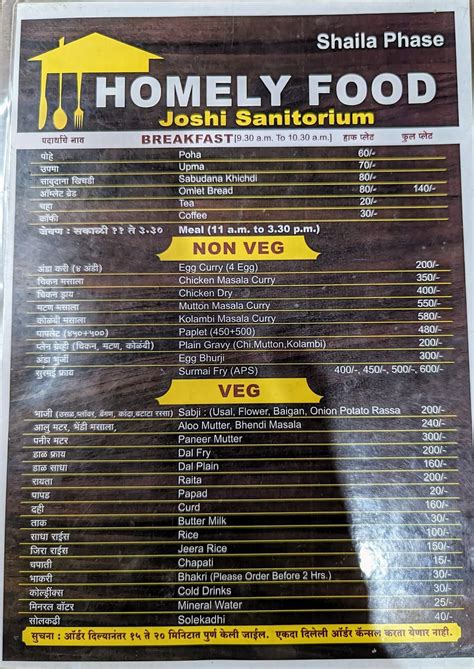 Shaila Phase
HOMELY FOOD
Joshi Sanitorium
पदार्थाचे नाव BREAKFAST [9.30 a.m. To 10.30 a.m.] हाफ प्लेट फुल प्लेट
पोहे Poha 60/-
उपमा Upma 70/-
साबुदाना खिचडी Sabudana Khichdi 80/-
ऑम्लेट ब्रेड Omlet Bread 80/- 140/-
चहा Tea 20/-
कॉफी Coffee 30/-
जेवण : सकाळी ११ ते ३.३० Meal (11 a.m. to 3.30 p.m.)
NON VEG
अंडा करी (४ अंडी) Egg Curry (4 Egg) 200/-
चिकन मसाला Chicken Masala Curry 350/-
चिकन ड्राय Chicken Dry 400/-
मटण मसाला Mutton Masala Curry 550/-
कोळंबी मसाला Kolambi Masala Curry 580/-
पापलेट (४५०+५००) Paplet (450+500) 480/-
प्लेन ग्रेव्ही (चिकन, मटण, कोळंबी) Plain Gravy (Chi.Mutton,Kolambi) 200/-
अंडा भुर्जी Egg Bhurji 300/-
सुरमई फ्राय Surmai Fry (APS) 400/-, 450/-, 500/-, 600/-
VEG
भाजी (उसळ,फ्लॉवर, बैंगण, कांदा,बटाटा रस्सा) Sabji : (Usal, Flower, Baigan, Onion Potato Rassa 200/-
आलू मटर, भेंडी मसाला Aloo Mutter, Bhendi Masala 240/-
पनीर मटर Paneer Mutter 300/-
डाळ फ्राय Dal Fry 200/-
डाळ साधा Dal Plain 160/-
रायता Raita 200/-
पापड Papad 20/-
दही Curd 160/-
ताक Butter Milk 30/-
साधा राईस Rice 100/-
जिरा राईस Jeera Rice 150/-
चपाती Chapati 15/-
भाकरी Bhakri (Please Order Before 2 Hrs.) 30/-
कोल्ड्रींक्स Cold Drinks 30/-
मिनरल वॉटर Mineral Water 25/-
सोलकढी Solekadhi 40/-
सुचना : ऑर्डर दिल्यानंतर १५ ते २० मिनिटात पुर्ण केली जाईल. एकदा दिलेली ऑर्डर कॅन्सल करता येणार नाही.